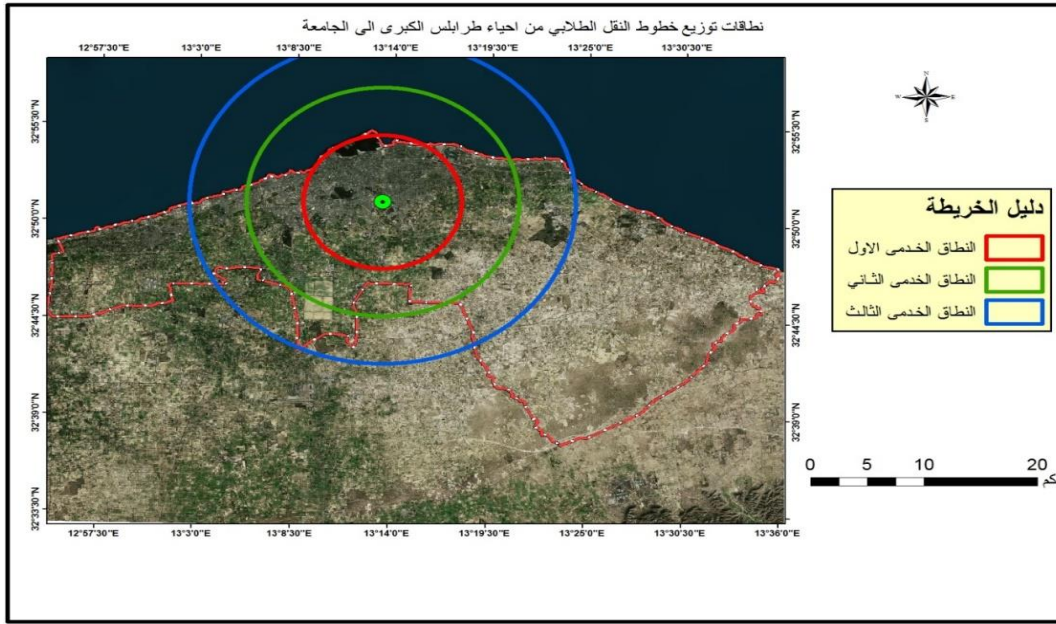 نطاقات توزيع خطوط النقل الطلابي من احياء طرابلس الكبرى الى الجامعة
12°57'30"E 13°3'0"E 13°8'30"E 13°14'0"E 13°19'30"E 13°25'0"E 13°30'30"E
N
W E
S
32°55'30"N 32°55'30"N
32°50'0"N 32°50'0"N
32°44'30"N 32°44'30"N
32°39'0"N 32°39'0"N
32°33'30"N
12°57'30"E 13°3'0"E 13°8'30"E 13°14'0"E 13°19'30"E 13°25'0"E 13°30'30"E 13°36'0"E
دليل الخريطة
النطاق الخدمى الاول
النطاق الخدمى الثاني
النطاق الخدمى الثالث
0 5 10 20
كم